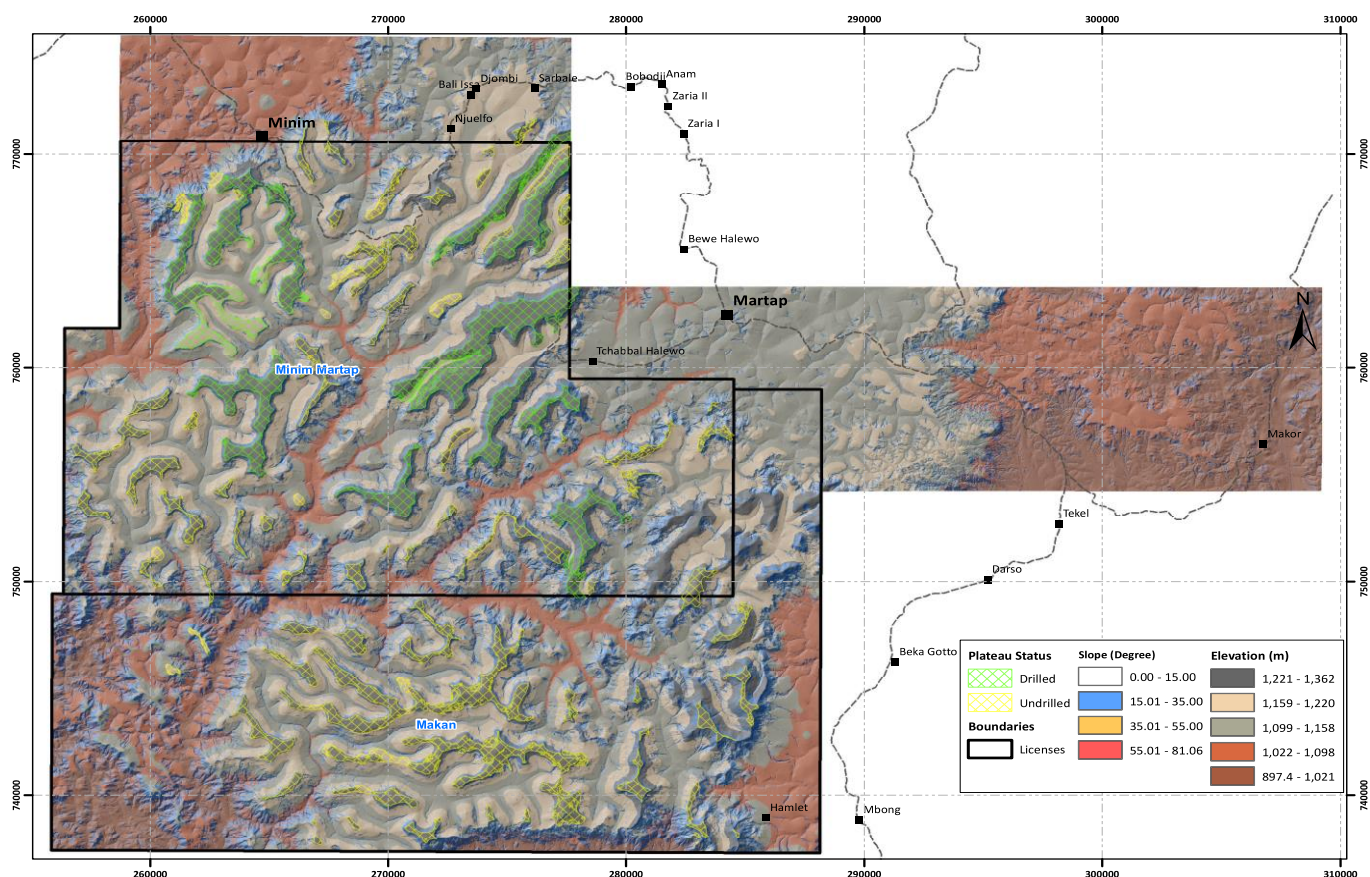 260000
270000
280000
290000
300000
310000
770000
760000
750000
740000
770000
760000
750000
740000
Bali Issa
Djombi
Sarbale
Bobodji
Anam
Zaria II
Minim
Njuelfo
Zaria I
Bewe Halewo
Martap
N
Tchabbal Halewo
Minim Martap
Makor
Tekel
Darso
Beka Gotto
Makan
Hamlet
Mbong
Plateau Status
Drilled
Undrilled
Boundaries
Licenses
Slope (Degree)
0.00 - 15.00
15.01 - 35.00
35.01 - 55.00
55.01 - 81.06
Elevation (m)
1,221 - 1,362
1,159 - 1,220
1,099 - 1,158
1,022 - 1,098
897.4 - 1,021
260000
270000
280000
290000
300000
310000